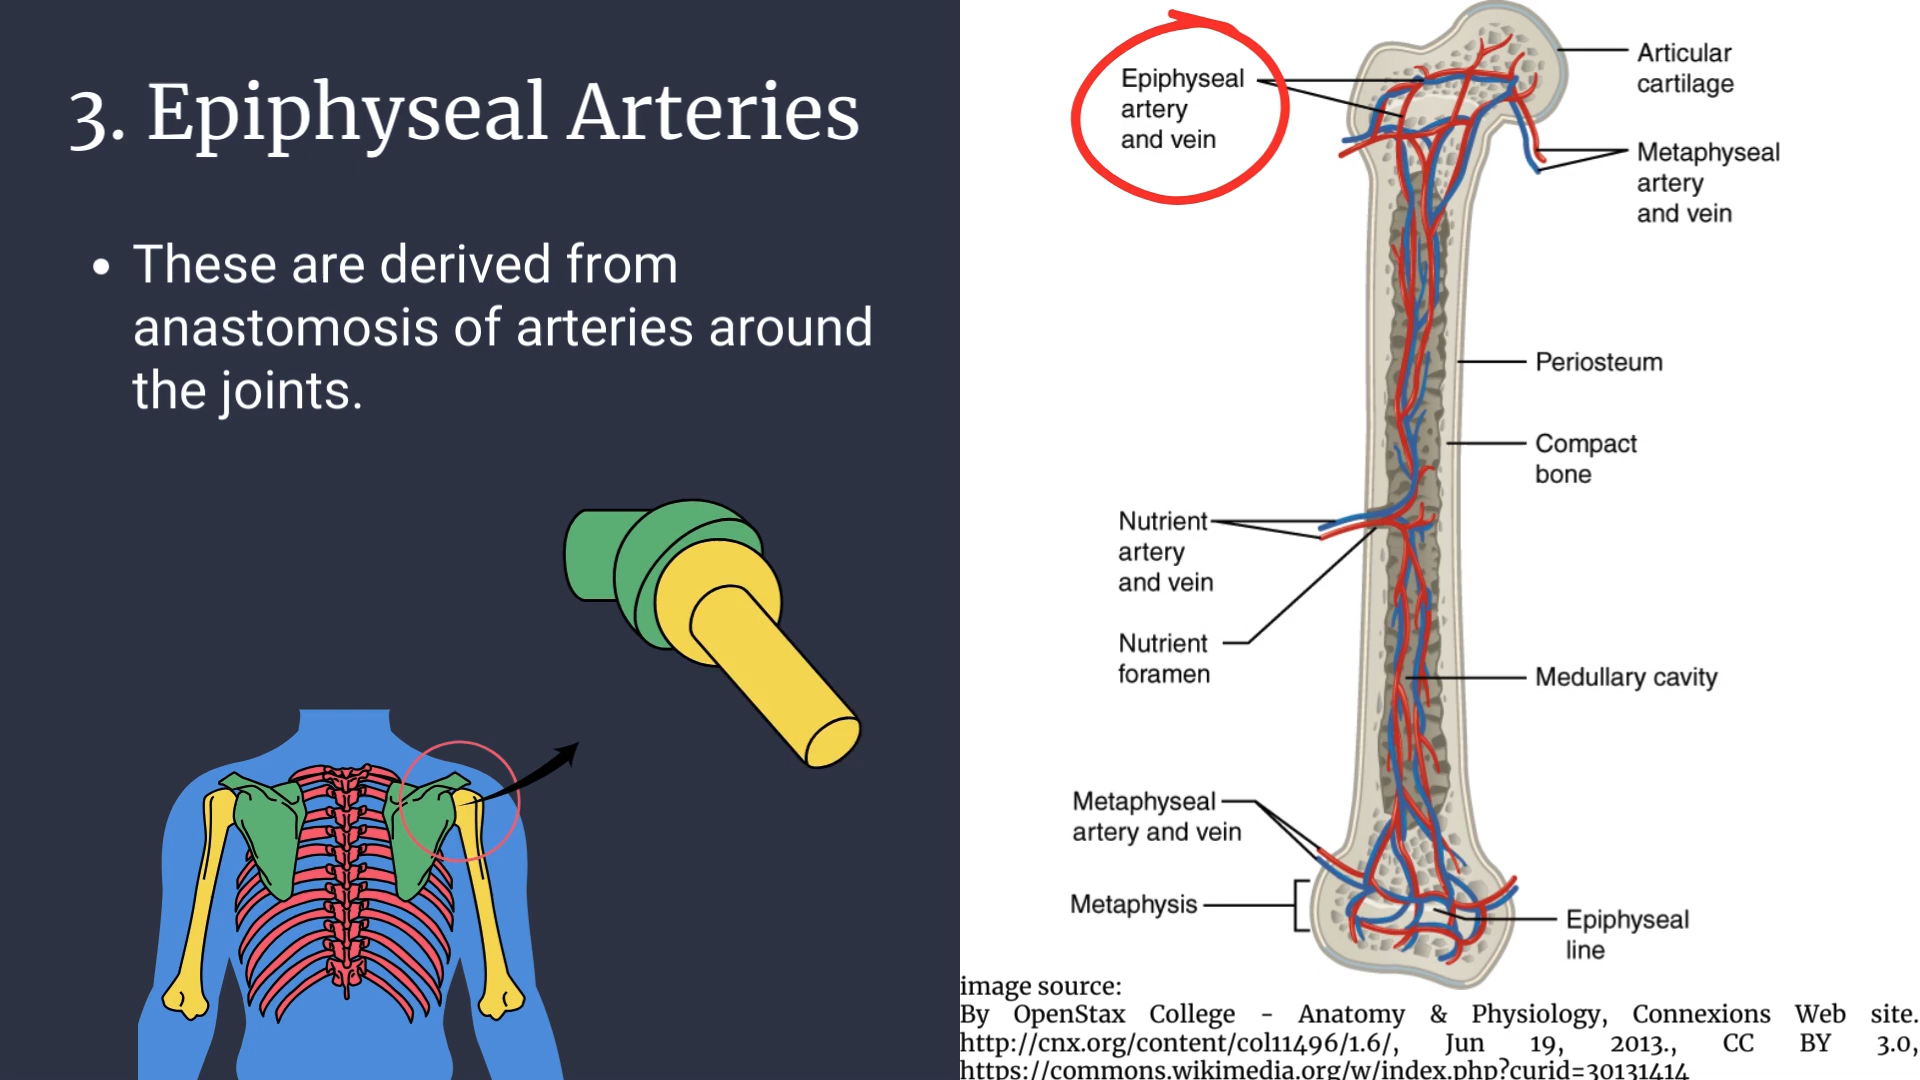 3. Epiphyseal Arteries
• These are derived from
anastomosis of arteries around
the joints.
Epiphyseal
artery
and vein
Articular
cartilage
Metaphyseal
artery
and vein
Periosteum
Compact
bone
Nutrient
artery
and vein
Nutrient
foramen
Medullary cavity
Metaphyseal
artery and vein
Metaphysis
Epiphyseal
line
image source:
By OpenStax College - Anatomy & Physiology, Connexions Web site.
http://cnx.org/content/col11496/1.6/, Jun 19, 2013., CC BY 3.0,
https://commons.wikimedia.org/w/index.php?curid=30131414